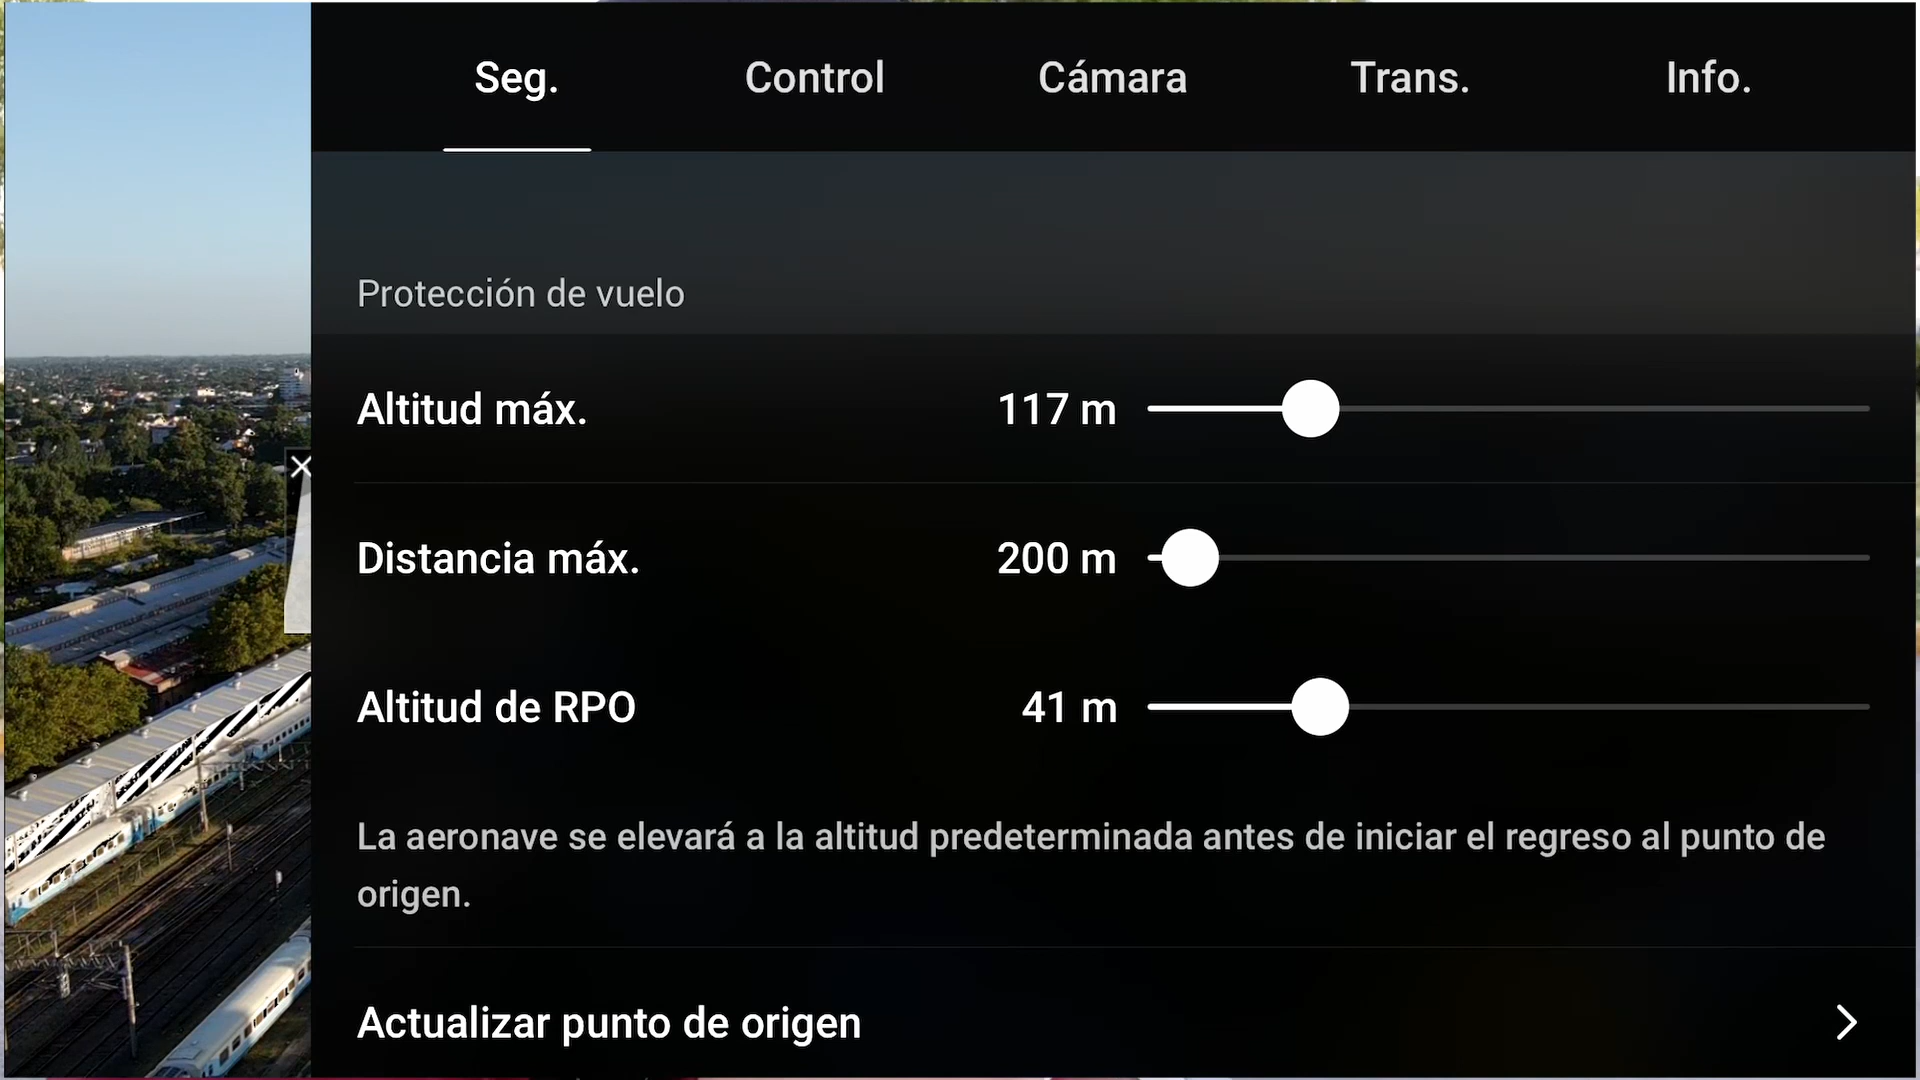 Seg. Control Cámara Trans. Info.
Protección de vuelo
Altitud máx. 117 m
Distancia máx. 200 m
Altitud de RPO 41 m
La aeronave se elevará a la altitud predeterminada antes de iniciar el regreso al punto de
origen.
Actualizar punto de origen